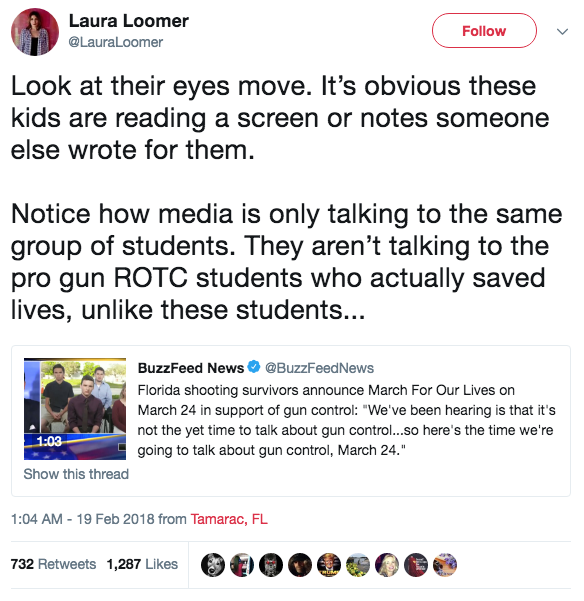 Laura Loomer
@LauraLoomer
Follow
Look at their eyes move. It’s obvious these
kids are reading a screen or notes someone
else wrote for them.
Notice how media is only talking to the same
group of students. They aren’t talking to the
pro gun ROTC students who actually saved
lives, unlike these students...
BuzzFeed News @BuzzFeedNews
Florida shooting survivors announce March For Our Lives on
March 24 in support of gun control: "We've been hearing is that it's
not the yet time to talk about gun control...so here's the time we're
going to talk about gun control, March 24."
1:03
Show this thread
1:04 AM - 19 Feb 2018 from Tamarac, FL
732 Retweets 1,287 Likes